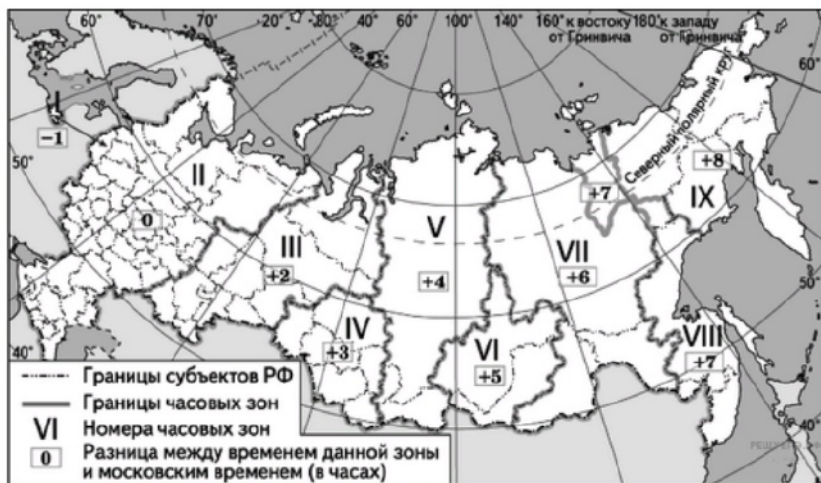 60° 70° -80° 40° 60° 100° 140° 160° к востоку от Гринвича 180° к западу от Гринвича
60°
Северный полярный круг
I
-1
50°
II
0
+7
+8
IX
III
+2
V
+4
VII
+6
50°
IV
+3
VI
+5
VIII
+7
40°
40°
Границы субъектов РФ
Границы часовых зон
VI Номера часовых зон
0 Разница между временем данной зоны
и московским временем (в часах)